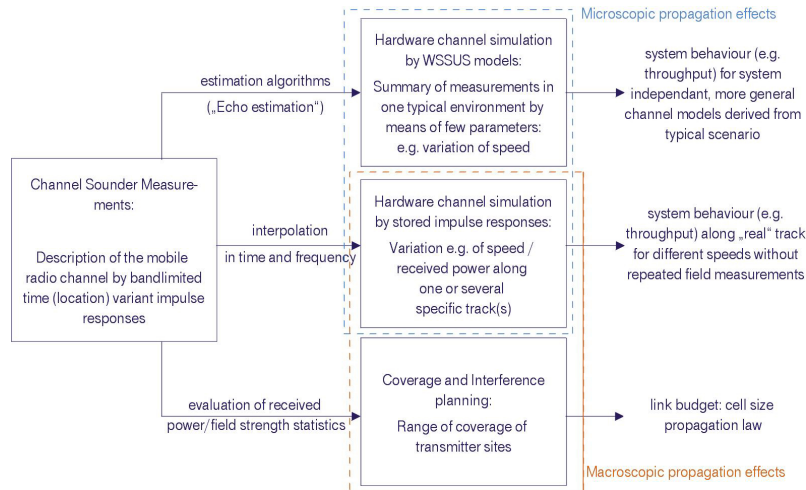 Microscopic propagation effects
Hardware channel simulation
by WSSUS models:
Summary of measurements in
one typical environment by
means of few parameters:
e.g. variation of speed
estimation algorithms
(„Echo estimation“)
system behaviour (e.g.
throughput) for system
independant, more general
channel models derived from
typical scenario
Channel Sounder Measure-
ments:
Description of the mobile
radio channel by bandlimited
time (location) variant impulse
responses
interpolation
in time and frequency
Hardware channel simulation
by stored impulse responses:
Variation e.g. of speed /
received power along
one or several
specific track(s)
system behaviour (e.g.
throughput) along „real“ track
for different speeds without
repeated field measurements
evaluation of received
power/field strength statistics
Coverage and Interference
planning:
Range of coverage of
transmitter sites
link budget: cell size
propagation law
Macroscopic propagation effects